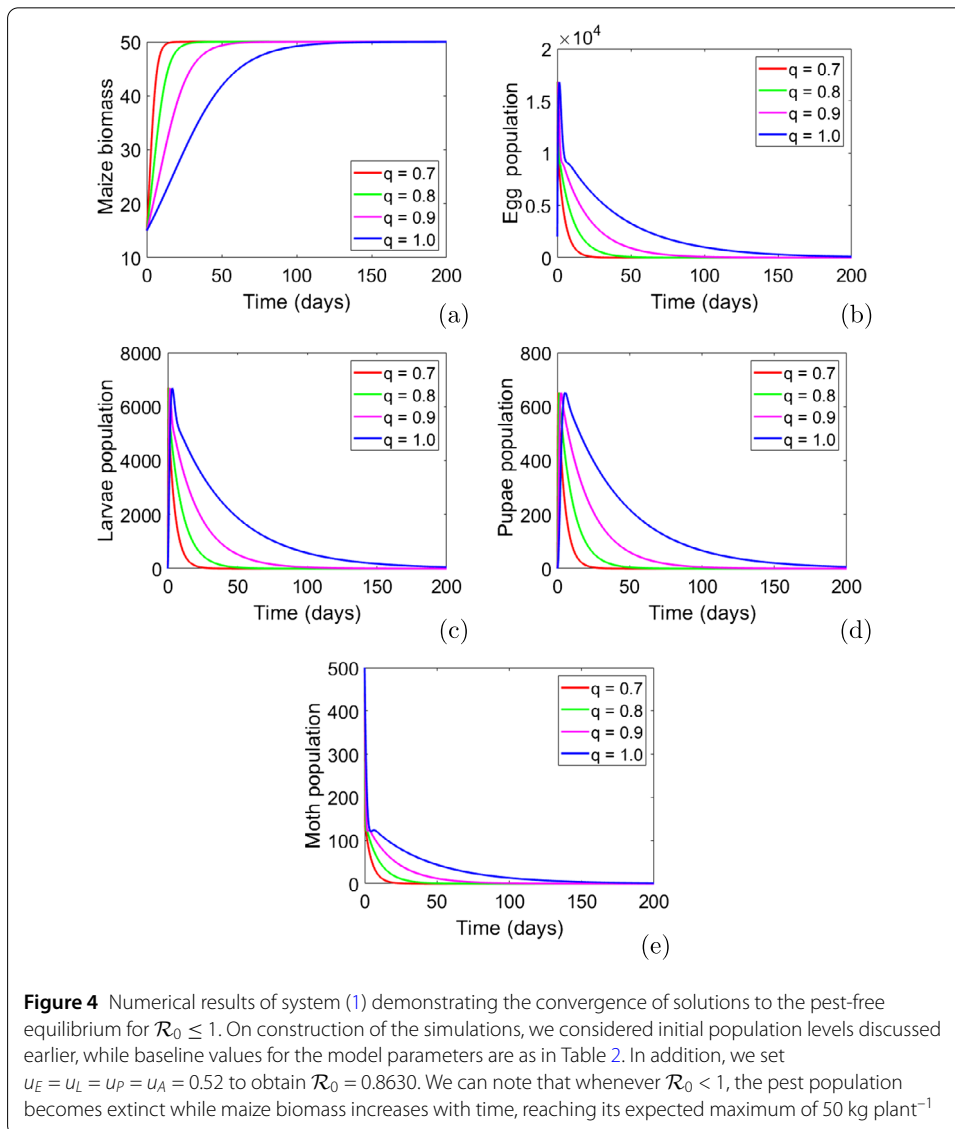 50
40
30
20
10
Maize biomass
q = 0.7
q = 0.8
q = 0.9
q = 1.0
0 50 100 150 200
Time (days)
(a)
×10⁴
2
1.5
1
0.5
0
Egg population
q = 0.7
q = 0.8
q = 0.9
q = 1.0
0 50 100 150 200
Time (days)
(b)
8000
6000
4000
2000
0
Larvae population
q = 0.7
q = 0.8
q = 0.9
q = 1.0
0 50 100 150 200
Time (days)
(c)
800
600
400
200
0
Pupae population
q = 0.7
q = 0.8
q = 0.9
q = 1.0
0 50 100 150 200
Time (days)
(d)
500
400
300
200
100
0
Moth population
q = 0.7
q = 0.8
q = 0.9
q = 1.0
0 50 100 150 200
Time (days)
(e)
Figure 4 Numerical results of system (1) demonstrating the convergence of solutions to the pest-free
equilibrium for R₀ ≤ 1. On construction of the simulations, we considered initial population levels discussed
earlier, while baseline values for the model parameters are as in Table 2. In addition, we set
u_E = u_L = u_P = u_A = 0.52 to obtain R₀ = 0.8630. We can note that whenever R₀ < 1, the pest population
becomes extinct while maize biomass increases with time, reaching its expected maximum of 50 kg plant⁻¹